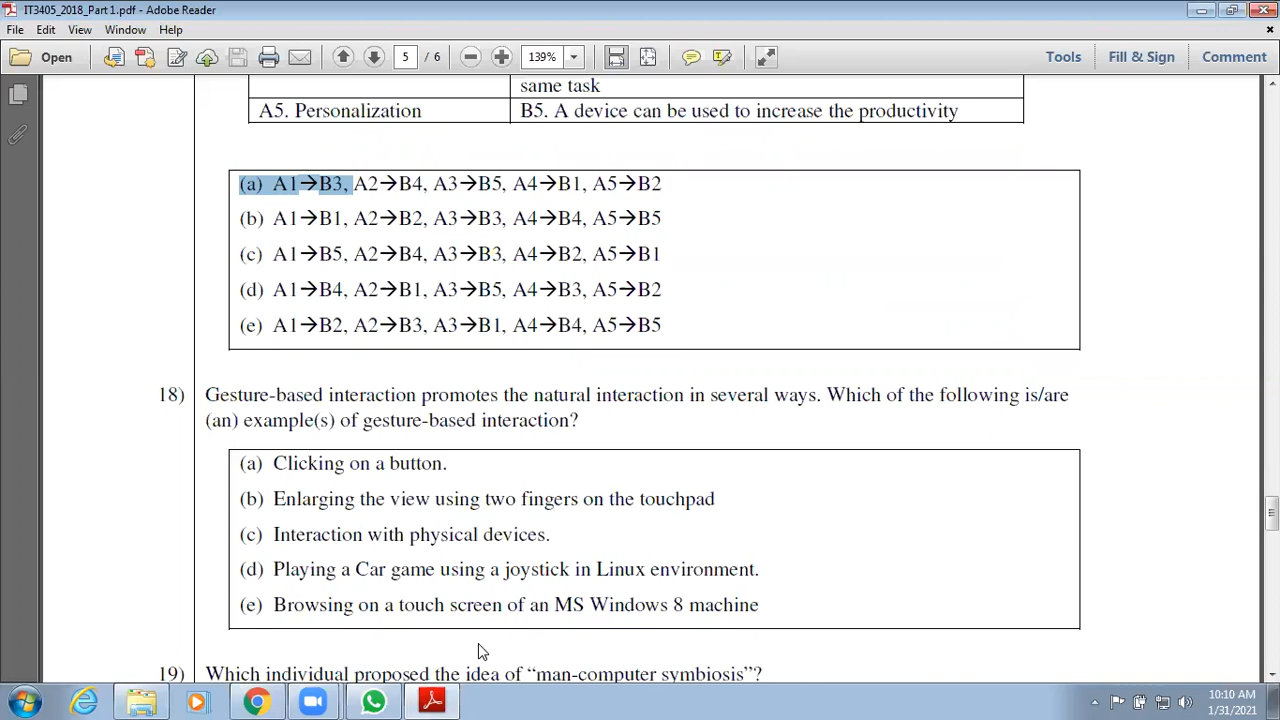 IT3405_2018_Part 1.pdf - Adobe Reader
File Edit View Window Help
Open 5 / 6 139% Tools Fill & Sign Comment
same task
A5. Personalization B5. A device can be used to increase the productivity
(a) A1→B3, A2→B4, A3→B5, A4→B1, A5→B2
(b) A1→B1, A2→B2, A3→B3, A4→B4, A5→B5
(c) A1→B5, A2→B4, A3→B3, A4→B2, A5→B1
(d) A1→B4, A2→B1, A3→B5, A4→B3, A5→B2
(e) A1→B2, A2→B3, A3→B1, A4→B4, A5→B5
18) Gesture-based interaction promotes the natural interaction in several ways. Which of the following is/are
(an) example(s) of gesture-based interaction?
(a) Clicking on a button.
(b) Enlarging the view using two fingers on the touchpad
(c) Interaction with physical devices.
(d) Playing a Car game using a joystick in Linux environment.
(e) Browsing on a touch screen of an MS Windows 8 machine
19) Which individual proposed the idea of “man-computer symbiosis”?
10:10 AM
1/31/2021